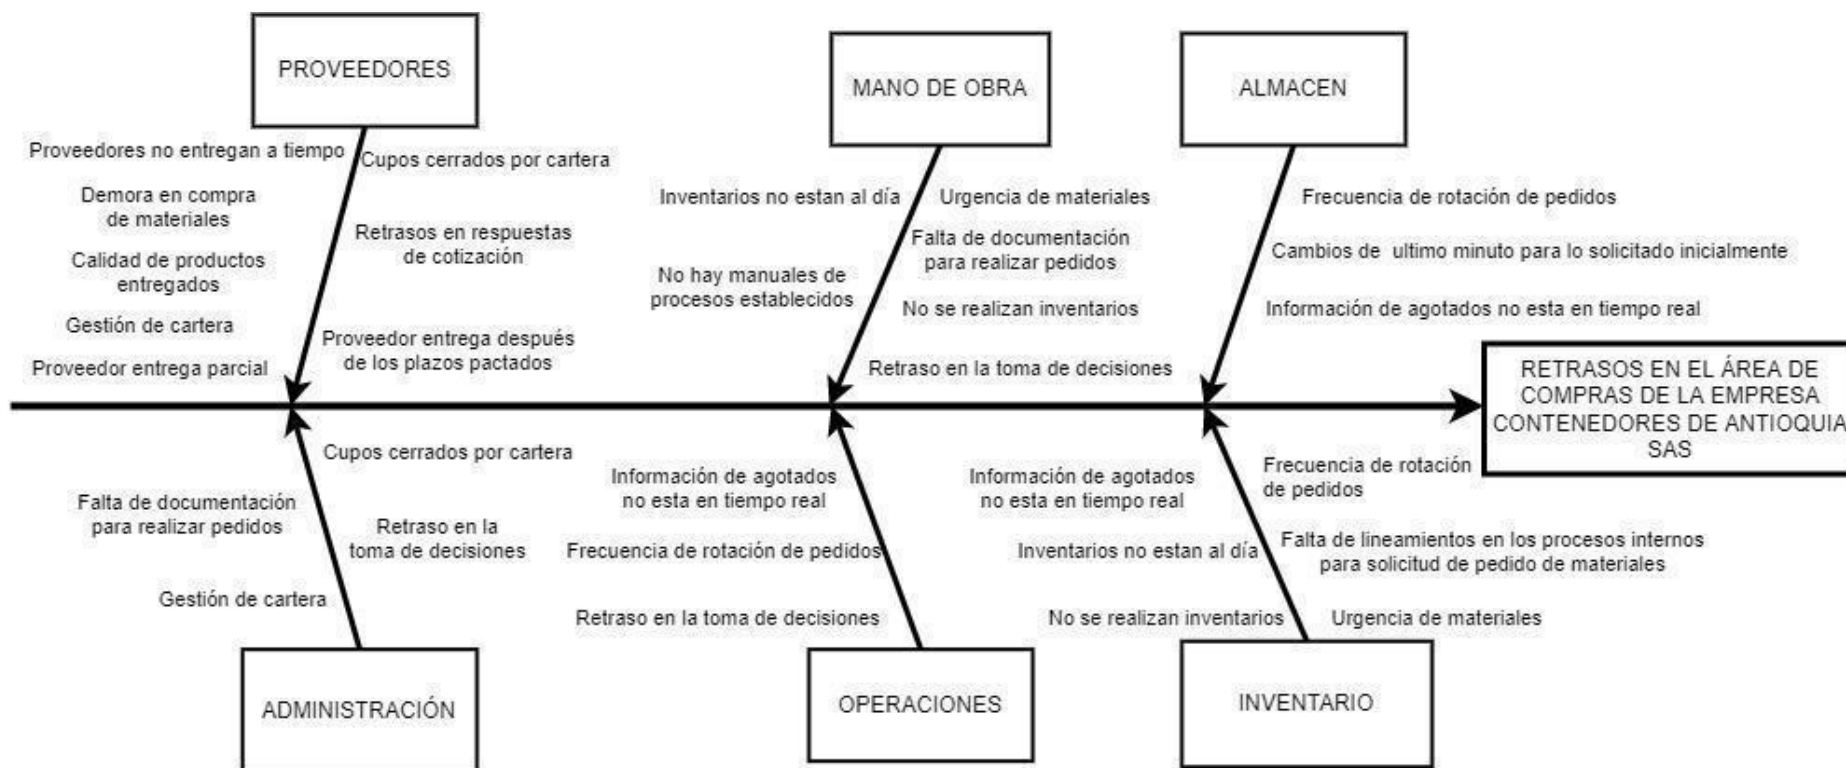 PROVEEDORES
MANO DE OBRA
ALMACEN
Proveedores no entregan a tiempo
Cupos cerrados por cartera
Demora en compra
de materiales
Retrasos en respuestas
de cotización
Calidad de productos
entregados
Gestión de cartera
Proveedor entrega después
de los plazos pactados
Proveedor entrega parcial
Inventarios no estan al día
Urgencia de materiales
Falta de documentación
para realizar pedidos
No hay manuales de
procesos establecidos
No se realizan inventarios
Retraso en la toma de decisiones
Frecuencia de rotación de pedidos
Cambios de ultimo minuto para lo solicitado inicialmente
Información de agotados no esta en tiempo real
RETRASOS EN EL ÁREA DE
COMPRAS DE LA EMPRESA
CONTENEDORES DE ANTIOQUIA
SAS
Cupos cerrados por cartera
Falta de documentación
para realizar pedidos
Retraso en la
toma de decisiones
Gestión de cartera
Información de agotados
no esta en tiempo real
Frecuencia de rotación de pedidos
Retraso en la toma de decisiones
Información de agotados
no esta en tiempo real
Frecuencia de rotación
de pedidos
Inventarios no estan al día
Falta de lineamientos en los procesos internos
para solicitud de pedido de materiales
No se realizan inventarios
Urgencia de materiales
ADMINISTRACIÓN
OPERACIONES
INVENTARIO